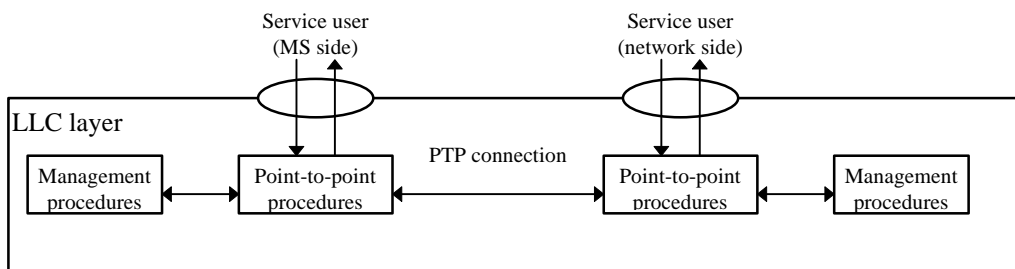 Service user
(MS side)
Service user
(network side)
LLC layer
PTP connection
Management
procedures
Point-to-point
procedures
Point-to-point
procedures
Management
procedures